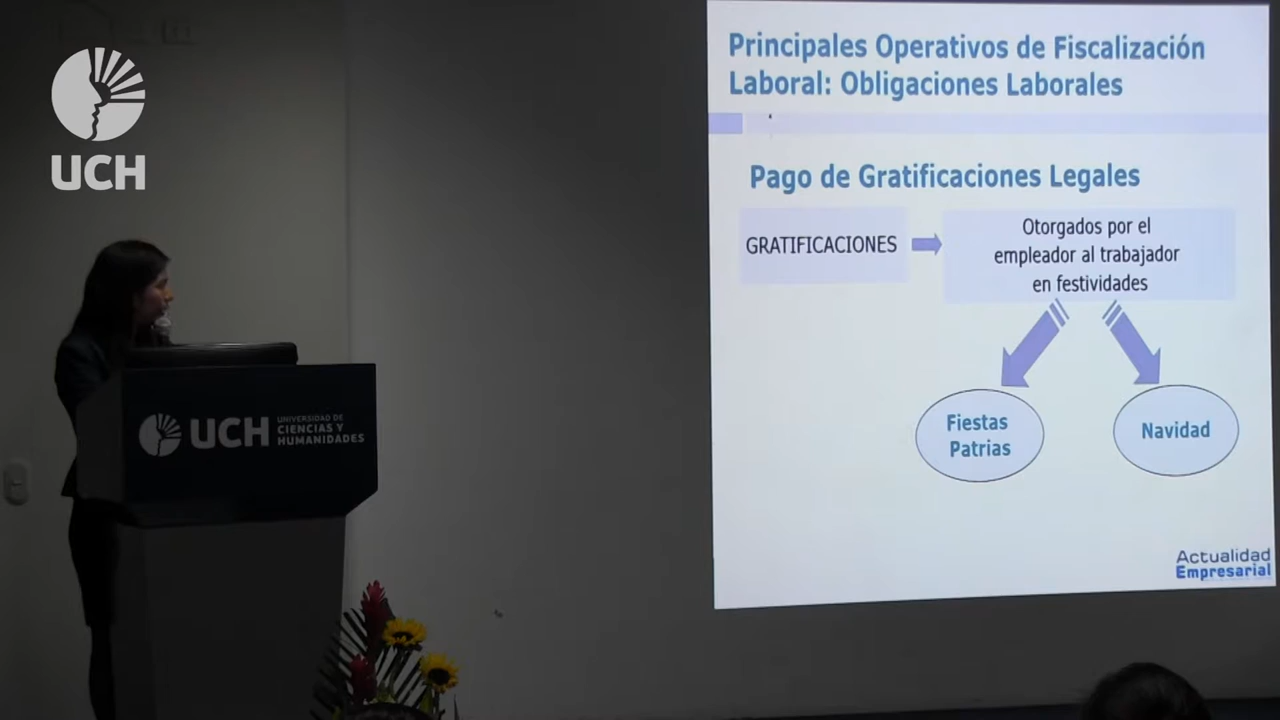 UCH
UCH
UNIVERSIDAD DE
CIENCIAS Y
HUMANIDADES
Principales Operativos de Fiscalización
Laboral: Obligaciones Laborales
Pago de Gratificaciones Legales
GRATIFICACIONES
Otorgados por el
empleador al trabajador
en festividades
Fiestas
Patrias
Navidad
Actualidad
Empresarial